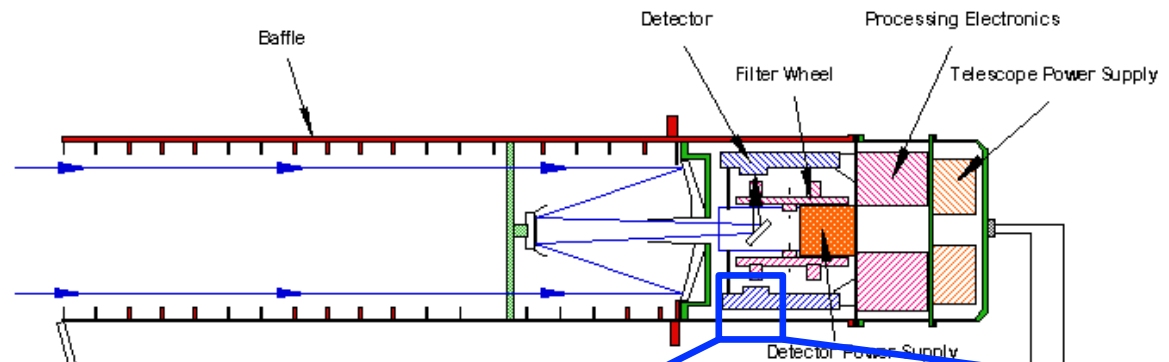 Detector
Processing Electronics
Baffle
Filter Wheel
Telescope Power Supply
Detector Power Supply